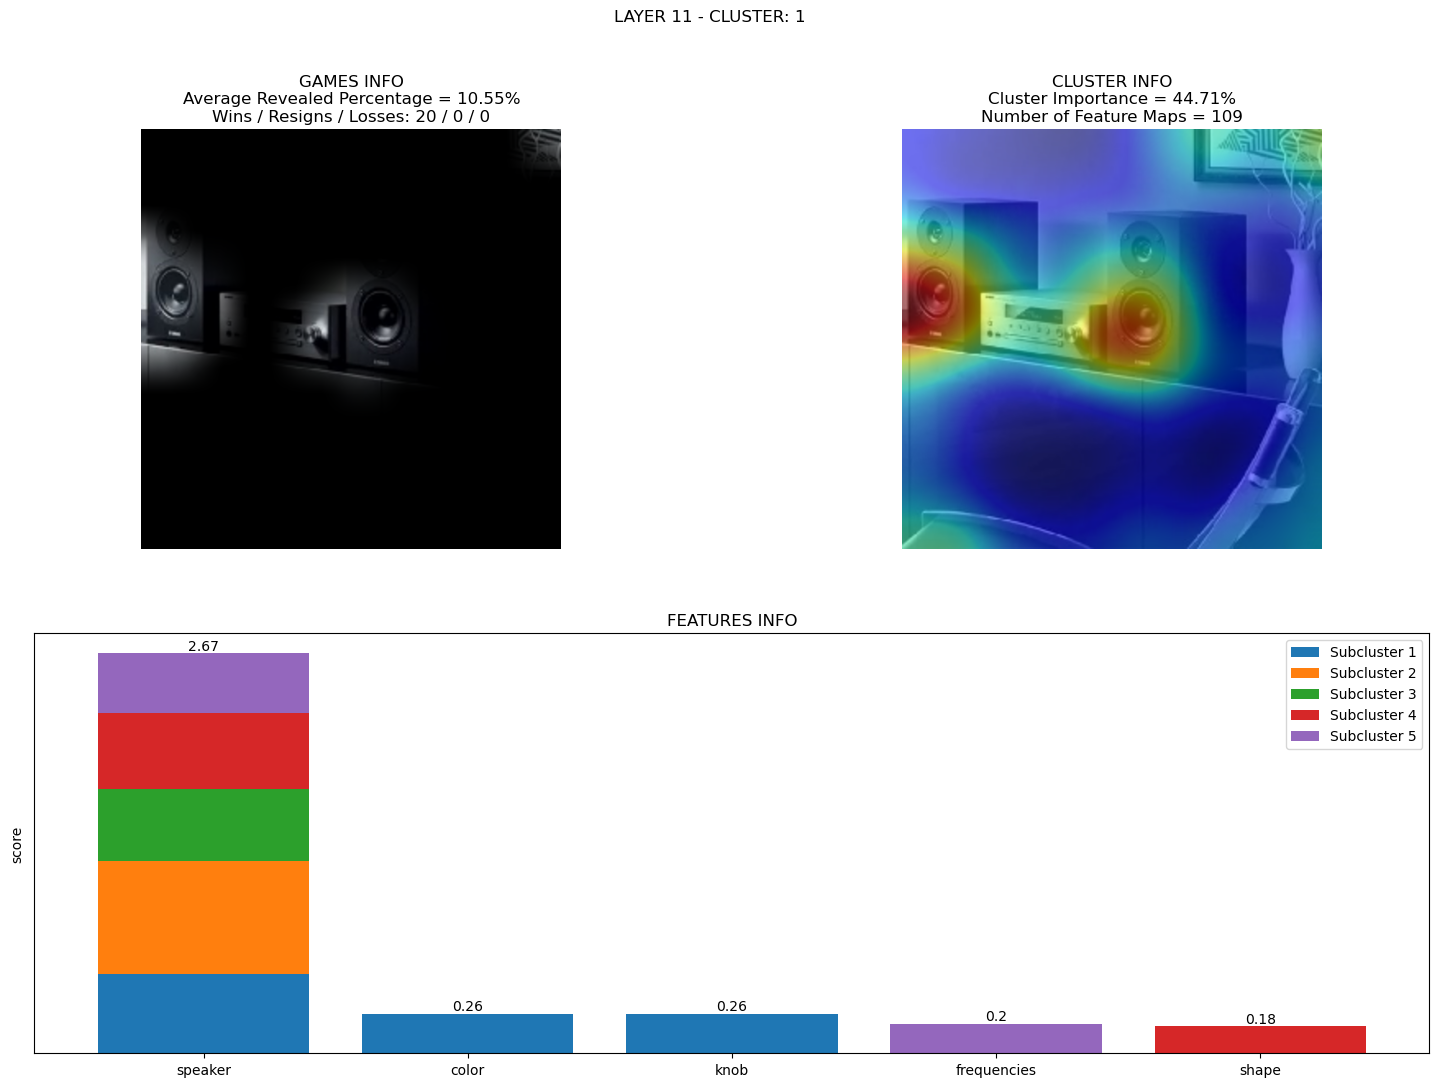 LAYER 11 - CLUSTER: 1
GAMES INFO
Average Revealed Percentage = 10.55%
Wins / Resigns / Losses: 20 / 0 / 0
CLUSTER INFO
Cluster Importance = 44.71%
Number of Feature Maps = 109
FEATURES INFO
score
2.67
0.26
0.26
0.2
0.18
Subcluster 1
Subcluster 2
Subcluster 3
Subcluster 4
Subcluster 5
speaker
color
knob
frequencies
shape